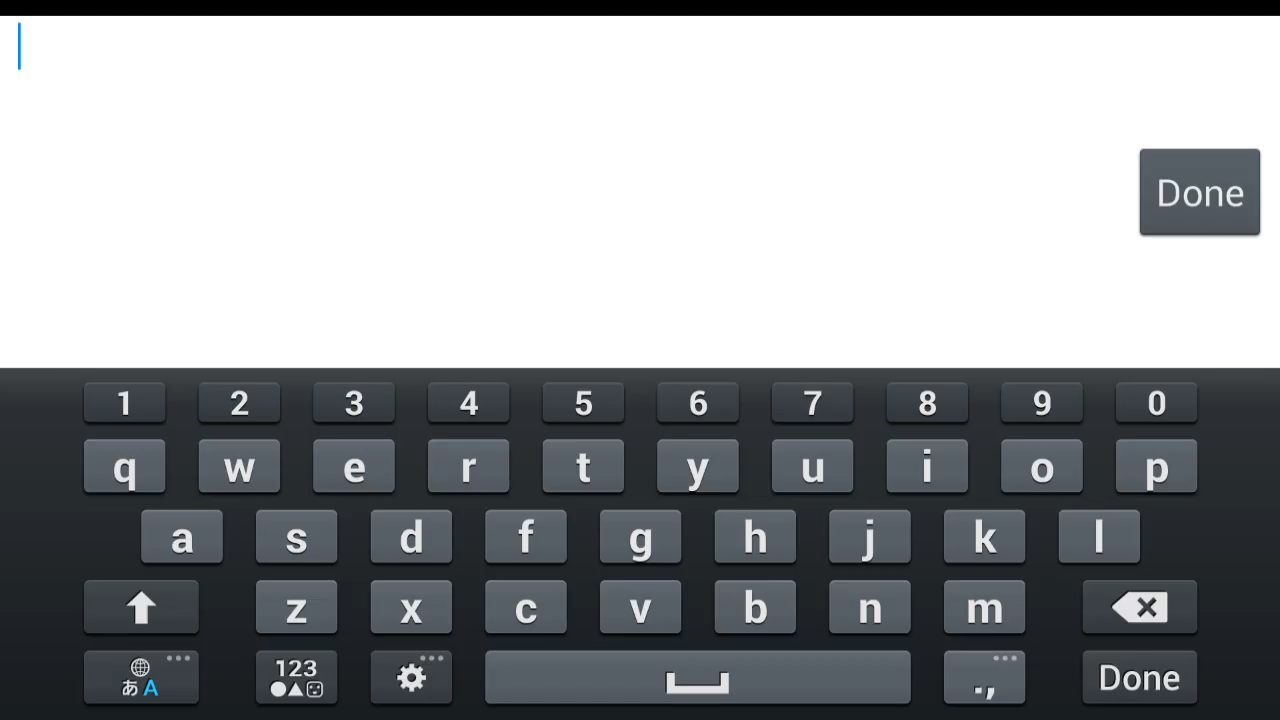 Done
1 2 3 4 5 6 7 8 9 0
q w e r t y u i o p
a s d f g h j k l
z x c v b n m
あA 123 ., Done